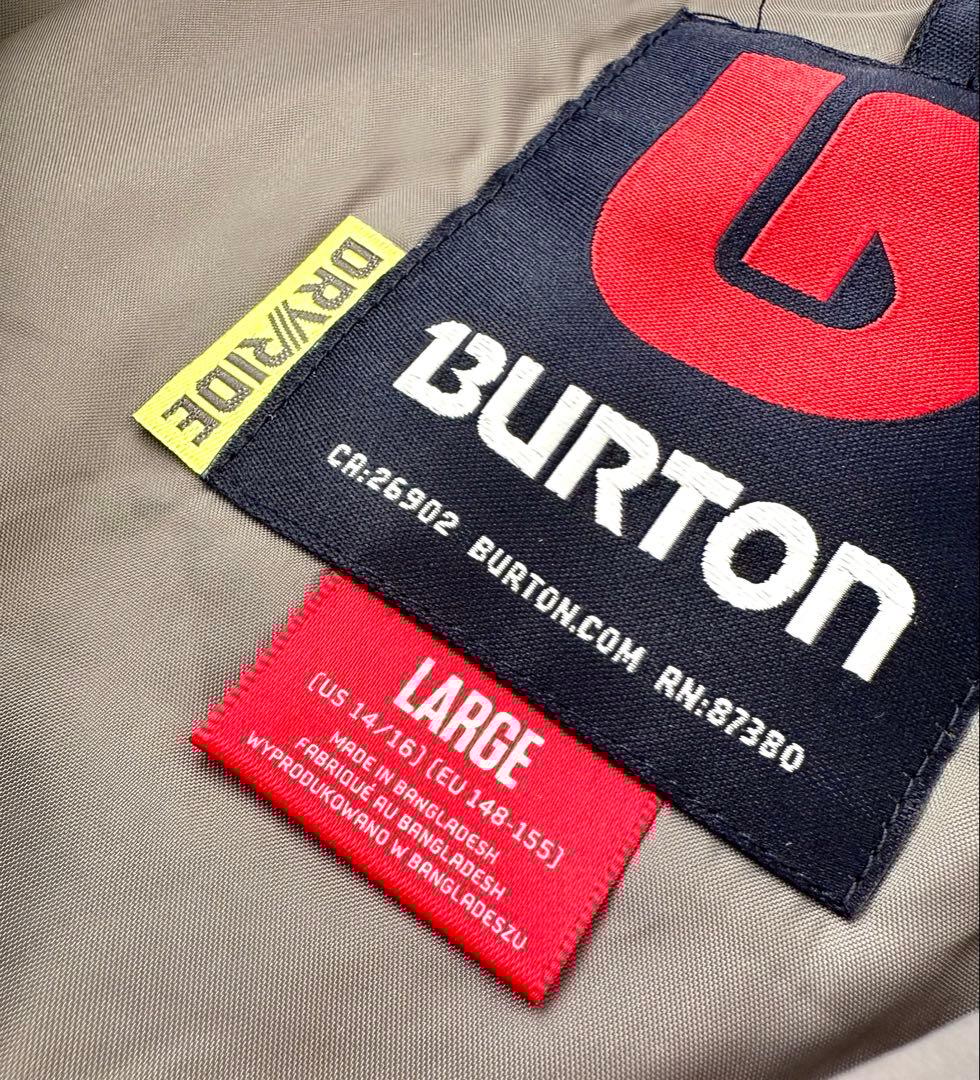 DRYRIDE
BURTON
CA:26902 BURTON.COM RN:87380
LARGE
(US 14/16) (EU 148-155)
MADE IN BANGLADESH
FABRIQUÉ AU BANGLADESH
WYPRODUKOWANO W BANGLADESZU